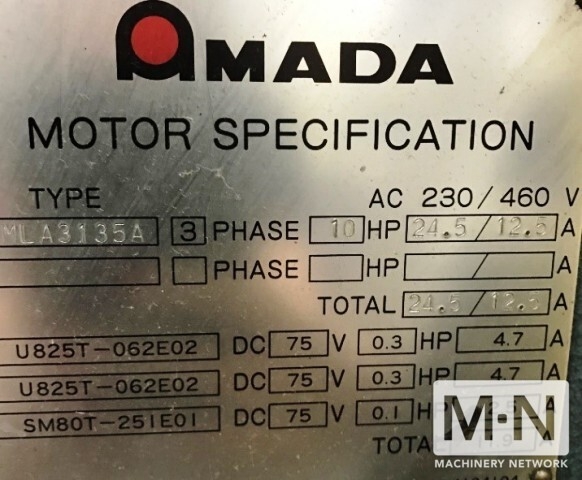 AMADA
MOTOR SPECIFICATION
TYPE AC 230/460 V
MLA3135A 3 PHASE 10 HP 24.5/12.5 A
PHASE HP / A
TOTAL 24.5/12.5 A
U825T-062E02 DC 75 V 0.3 HP 4.7 A
U825T-062E02 DC 75 V 0.3 HP 4.7 A
SM80T-251E01 DC 75 V 0.1 HP A
TOTAL A
M·N
MACHINERY NETWORK